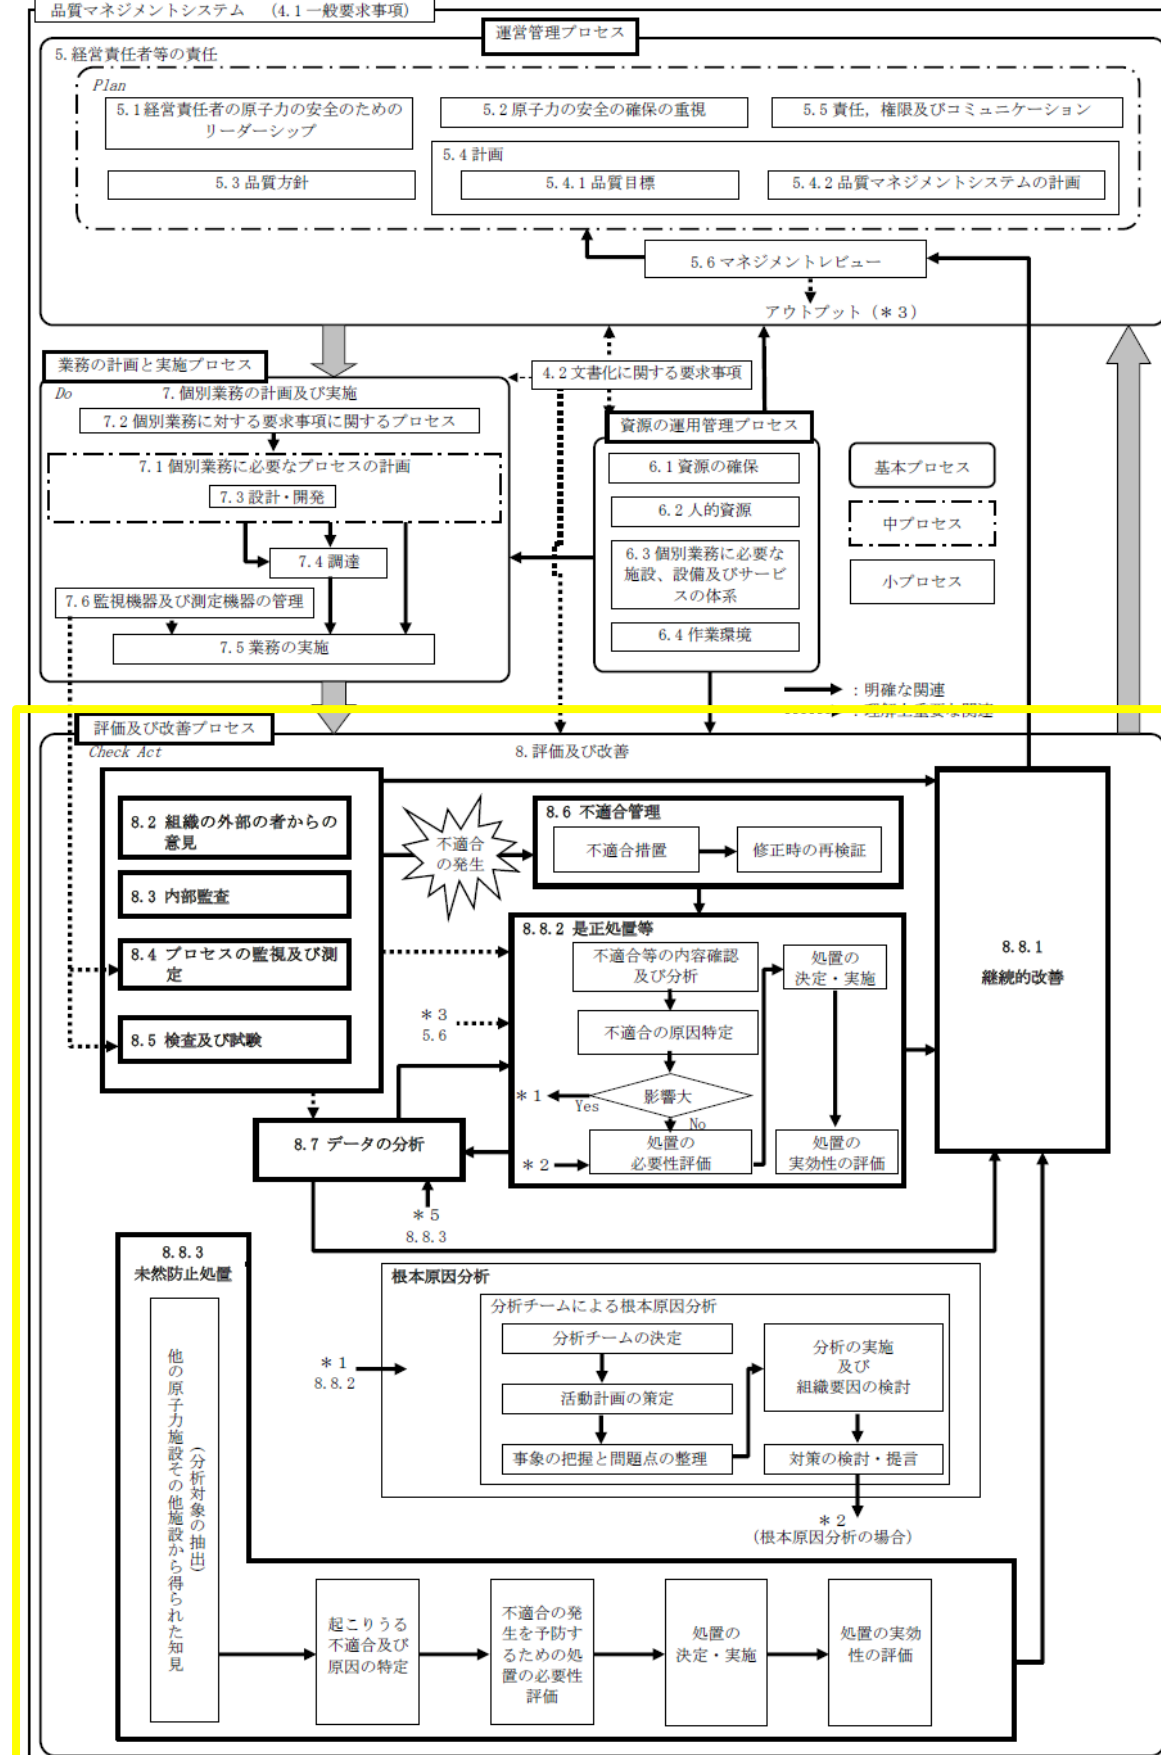 品質マネジメントシステム (4.1一般要求事項)
運営管理プロセス
5.経営責任者等の責任
Plan
5.1経営責任者の原子力の安全のための
リーダーシップ
5.2原子力の安全の確保の重視
5.5責任,権限及びコミュニケーション
5.4計画
5.3品質方針
5.4.1品質目標
5.4.2品質マネジメントシステムの計画
5.6マネジメントレビュー
アウトプット(*3)
業務の計画と実施プロセス
4.2文書化に関する要求事項
Do
7.個別業務の計画及び実施
7.2個別業務に対する要求事項に関するプロセス
7.1個別業務に必要なプロセスの計画
7.3設計・開発
7.4調達
7.6監視機器及び測定機器の管理
7.5業務の実施
資源の運用管理プロセス
6.1資源の確保
6.2人的資源
6.3個別業務に必要な
施設、設備及びサービ
スの体系
6.4作業環境
基本プロセス
中プロセス
小プロセス
:明確な関連
:理解上重要な関連
評価及び改善プロセス
Check Act
8.評価及び改善
8.2 組織の外部の者からの
意見
8.3 内部監査
8.4 プロセスの監視及び測
定
8.5 検査及び試験
不適合
の発生
8.6 不適合管理
不適合措置
修正時の再検証
8.8.2 是正処置等
不適合等の内容確認
及び分析
処置の
決定・実施
*3
5.6
不適合の原因特定
影響大
*1
Yes
No
*2
処置の
必要性評価
処置の
実効性の評価
8.8.1
継続的改善
8.7 データの分析
*5
8.8.3
8.8.3
未然防止処置
他の原子力施設その他施設から得られた知見
(分析対象の抽出)
根本原因分析
分析チームによる根本原因分析
*1
8.8.2
分析チームの決定
活動計画の策定
事象の把握と問題点の整理
分析の実施
及び
組織要因の検討
対策の検討・提言
*2
(根本原因分析の場合)
起こりうる
不適合及び
原因の特定
不適合の発
生を予防す
るための処
置の必要性
評価
処置の
決定・実施
処置の実効
性の評価